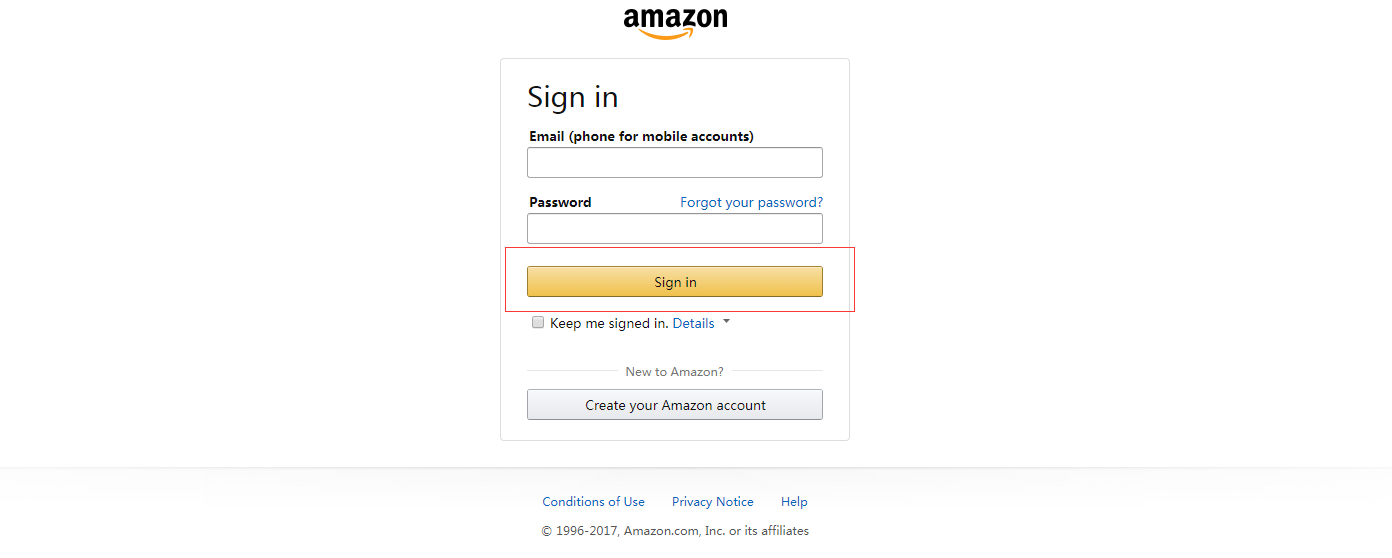 amazon
Sign in
Email (phone for mobile accounts)
Password Forgot your password?
Sign in
Keep me signed in. Details
New to Amazon?
Create your Amazon account
Conditions of Use Privacy Notice Help
© 1996-2017, Amazon.com, Inc. or its affiliates